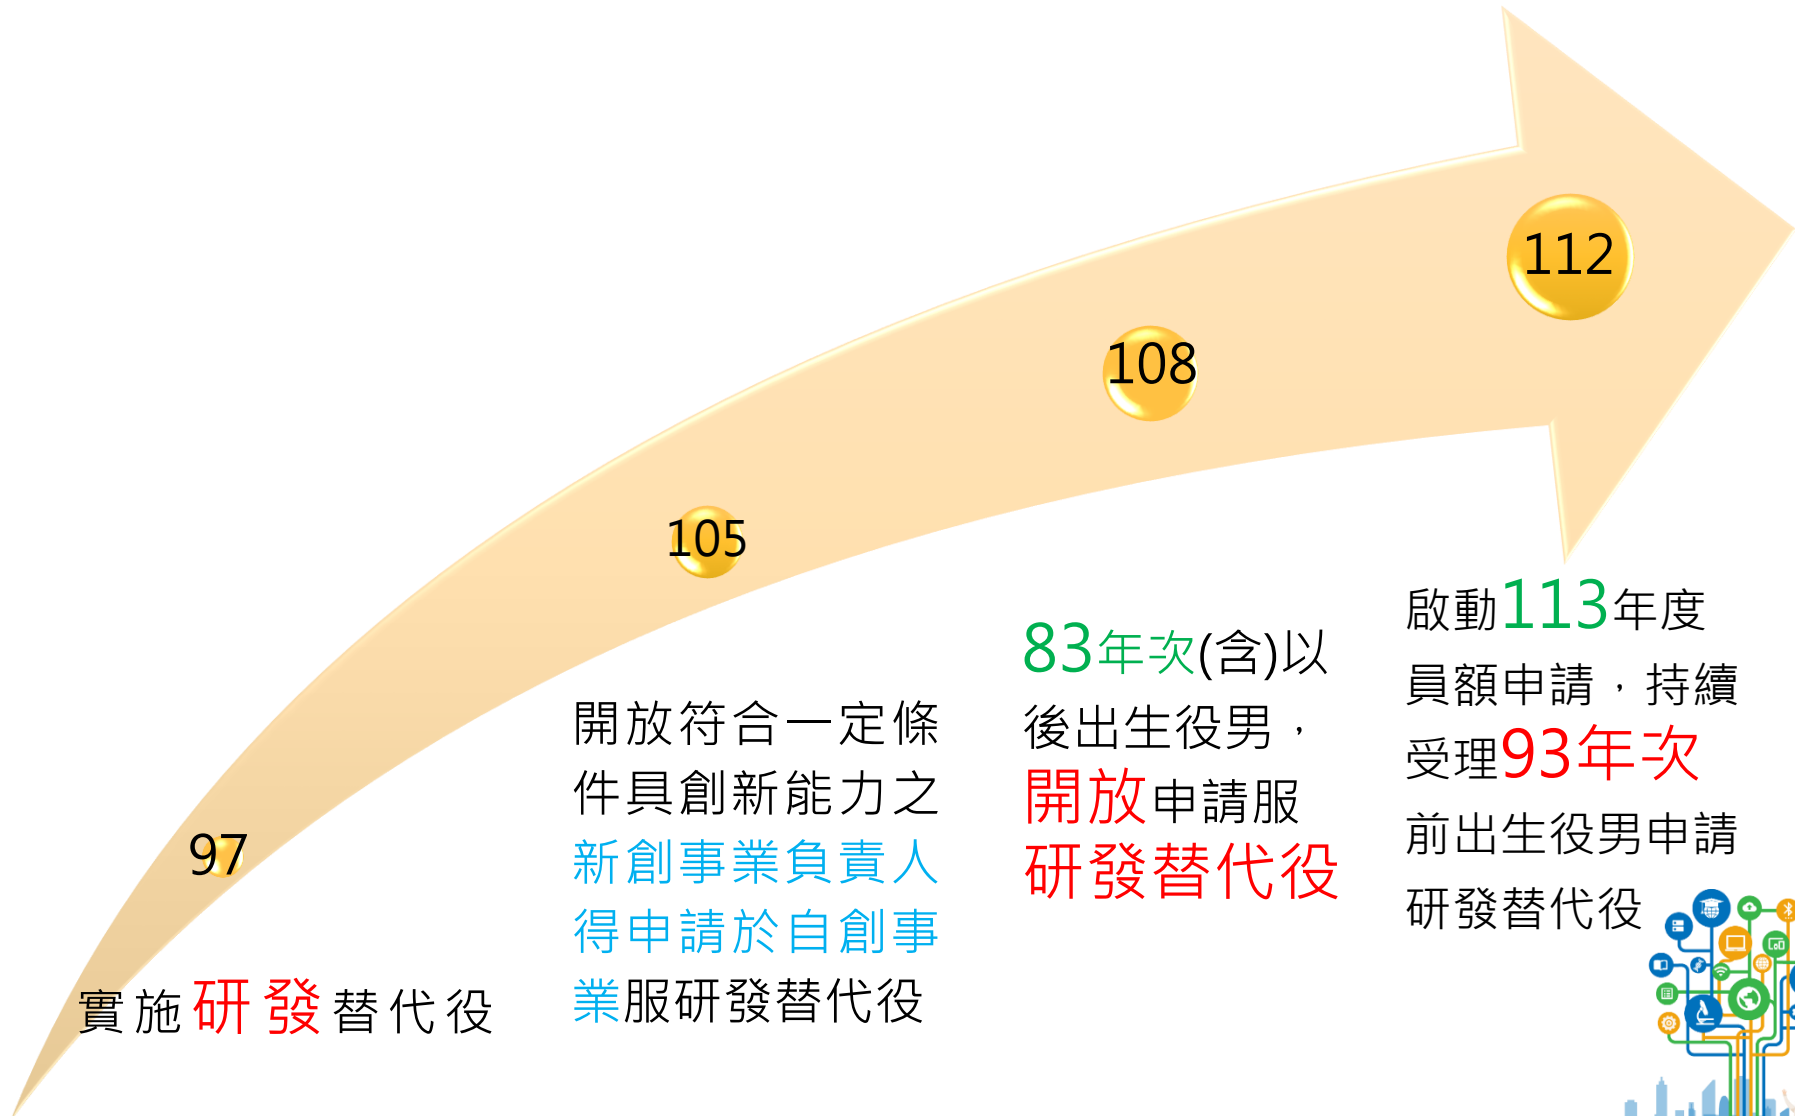 97
實施研發替代役
105
開放符合一定條
件具創新能力之
新創事業負責人
得申請於自創事
業服研發替代役
108
83年次(含)以
後出生役男，
開放申請服
研發替代役
112
啟動113年度
員額申請，持續
受理93年次
前出生役男申請
研發替代役